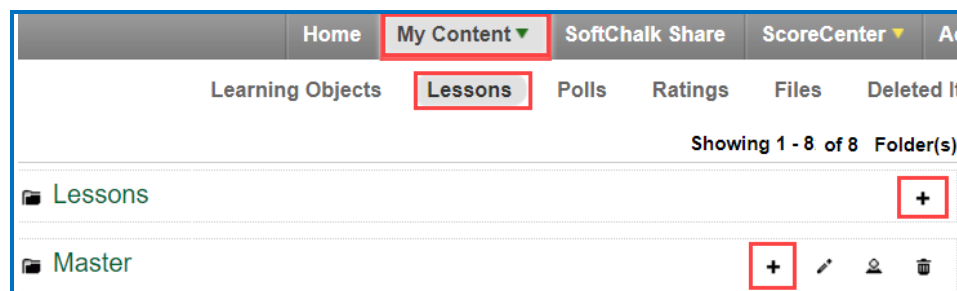 Home My Content SoftChalk Share ScoreCenter
Learning Objects Lessons Polls Ratings Files Deleted
Showing 1 - 8 of 8 Folder(s)
Lessons +
Master +